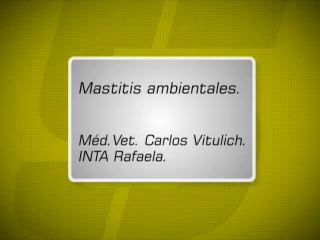 Mastitis ambientales.
Méd. Vet. Carlos Vitulich.
INTA Rafaela.